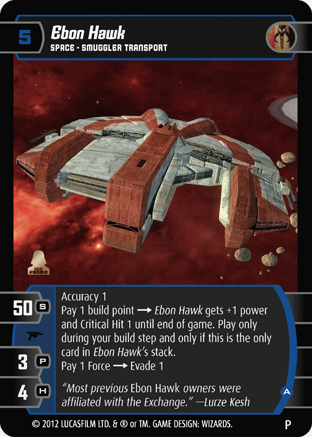 5
Ebon Hawk
SPACE · SMUGGLER TRANSPORT
50 S
Accuracy 1
Pay 1 build point → Ebon Hawk gets +1 power
and Critical Hit 1 until end of game. Play only
during your build step and only if this is the only
card in Ebon Hawk's stack.
3 P
Pay 1 Force → Evade 1
4 H
"Most previous Ebon Hawk owners were
affiliated with the Exchange." —Lurze Kesh
A
© 2012 LUCASFILM LTD. & ® or TM. GAME DESIGN: WIZARDS.
P